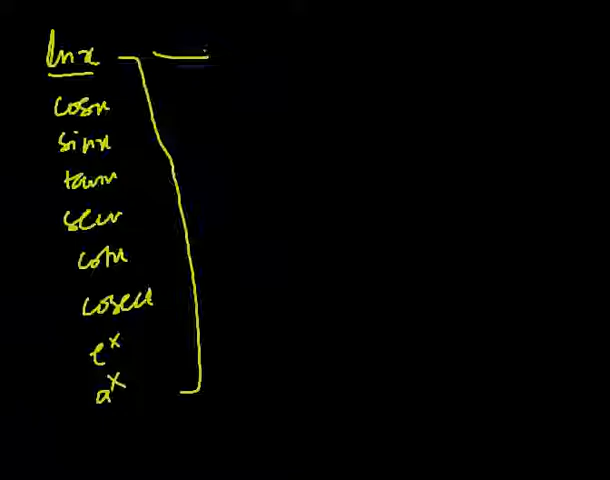 lnx
cosx
sinx
tanx
secx
cotx
cosecx
e^x
a^x